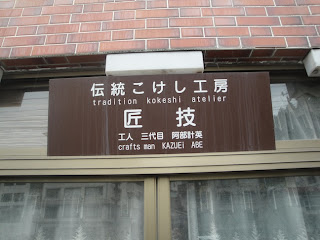 伝統こけし工房
tradition kokeshi atelier
匠 技
工人 三代目 阿部計英
crafts man KAZUEi ABE